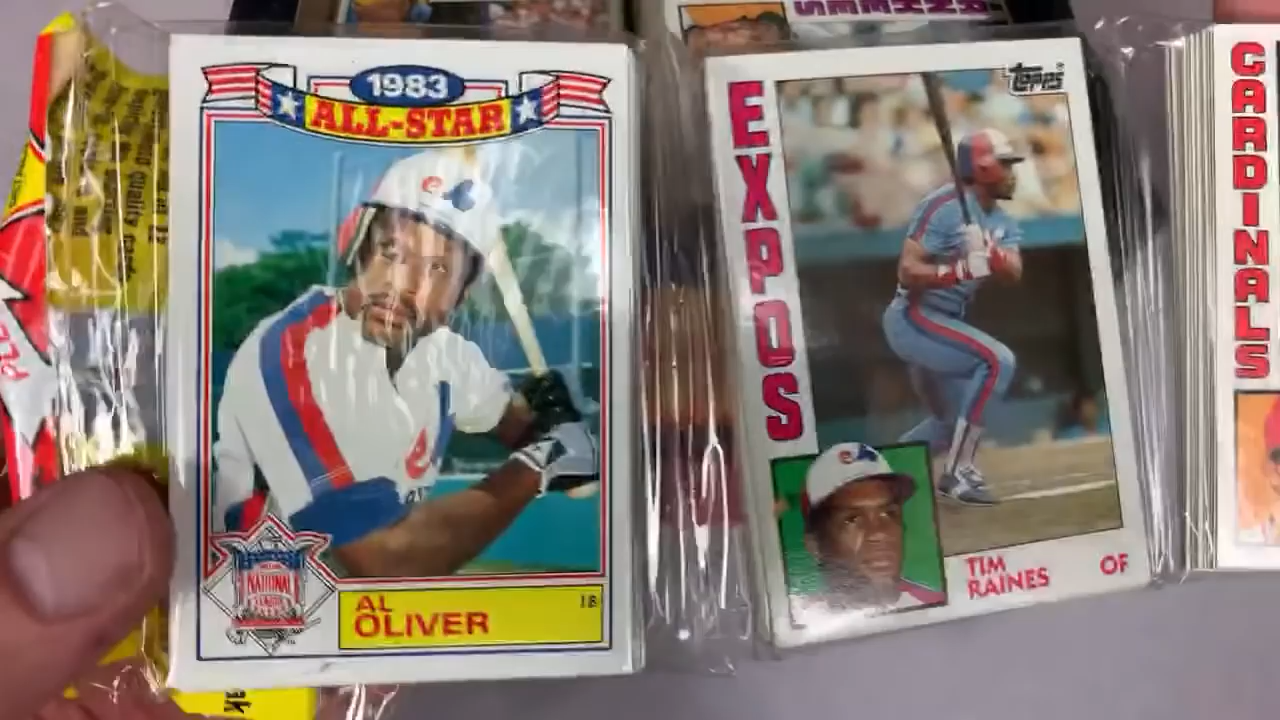 1983
ALL-STAR
NATIONAL
LEAGUE
AL
OLIVER
1B
Topps
EXPOS
TIM
RAINES
OF
CARDINALS